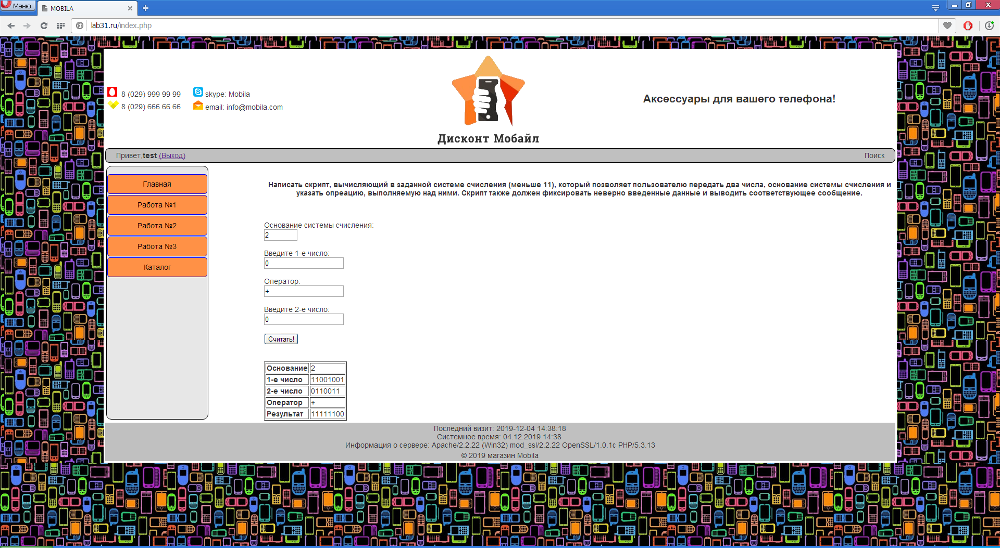 Меню
MOBILA
lab31.ru/index.php
8 (029) 999 99 99
skype: Mobila
8 (029) 666 66 66
email: info@mobila.com
Дисконт Мобайл
Аксессуары для вашего телефона!
Привет,test (Выход)
Поиск
Главная
Работа №1
Работа №2
Работа №3
Каталог
Написать скрипт, вычисляющий в заданной системе счисления (меньше 11), который позволяет пользователю передать два числа, основание системы счисления и
указать опреацию, выполняемую над ними. Скрипт также должен фиксировать неверно введенные данные и выводить соответствующее сообщение.
Основание системы счисления:
2
Введите 1-е число:
0
Оператор:
+
Введите 2-е число:
0
Считать!
Основание 2
1-е число 11001001
2-е число 0110011
Оператор +
Результат 11111100
Последний визит: 2019-12-04 14:38:18
Системное время: 04.12.2019 14:38
Информация о сервере: Apache/2.2.22 (Win32) mod_ssl/2.2.22 OpenSSL/1.0.1c PHP/5.3.13
© 2019 магазин Mobila